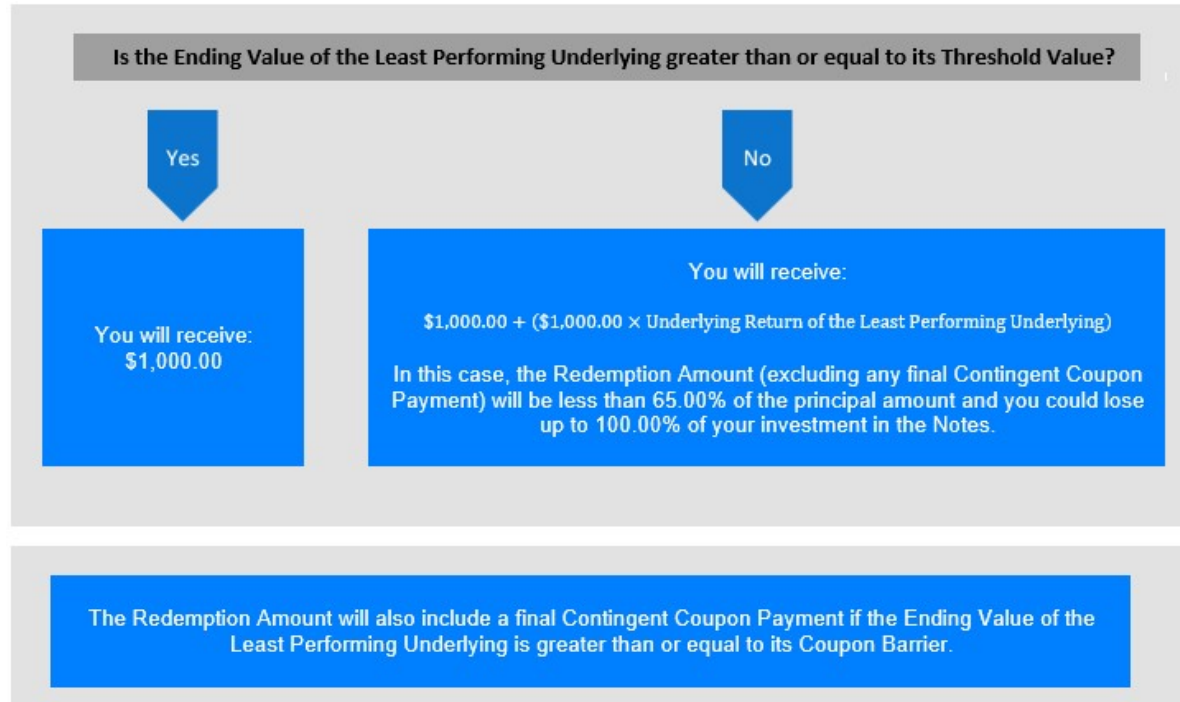 Is the Ending Value of the Least Performing Underlying greater than or equal to its Threshold Value?
Yes
No
You will receive:
$1,000.00
You will receive:
$1,000.00 + ($1,000.00 × Underlying Return of the Least Performing Underlying)
In this case, the Redemption Amount (excluding any final Contingent Coupon
Payment) will be less than 65.00% of the principal amount and you could lose
up to 100.00% of your investment in the Notes.
The Redemption Amount will also include a final Contingent Coupon Payment if the Ending Value of the
Least Performing Underlying is greater than or equal to its Coupon Barrier.